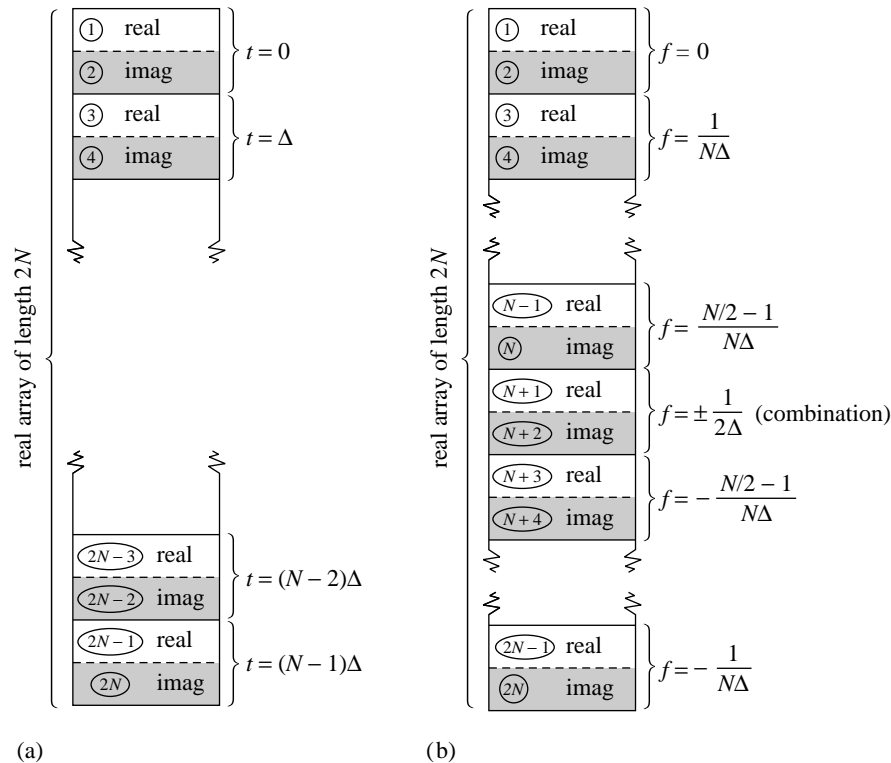 real array of length 2N
① real
② imag
t = 0
③ real
④ imag
t = Δ
2N − 3 real
2N − 2 imag
t = (N − 2)Δ
2N − 1 real
2N imag
t = (N − 1)Δ
(a)
real array of length 2N
① real
② imag
f = 0
③ real
④ imag
f = 1/NΔ
N − 1 real
N imag
f = N/2 − 1/NΔ
N + 1 real
N + 2 imag
f = ± 1/2Δ (combination)
N + 3 real
N + 4 imag
f = − N/2 − 1/NΔ
2N − 1 real
2N imag
f = − 1/NΔ
(b)